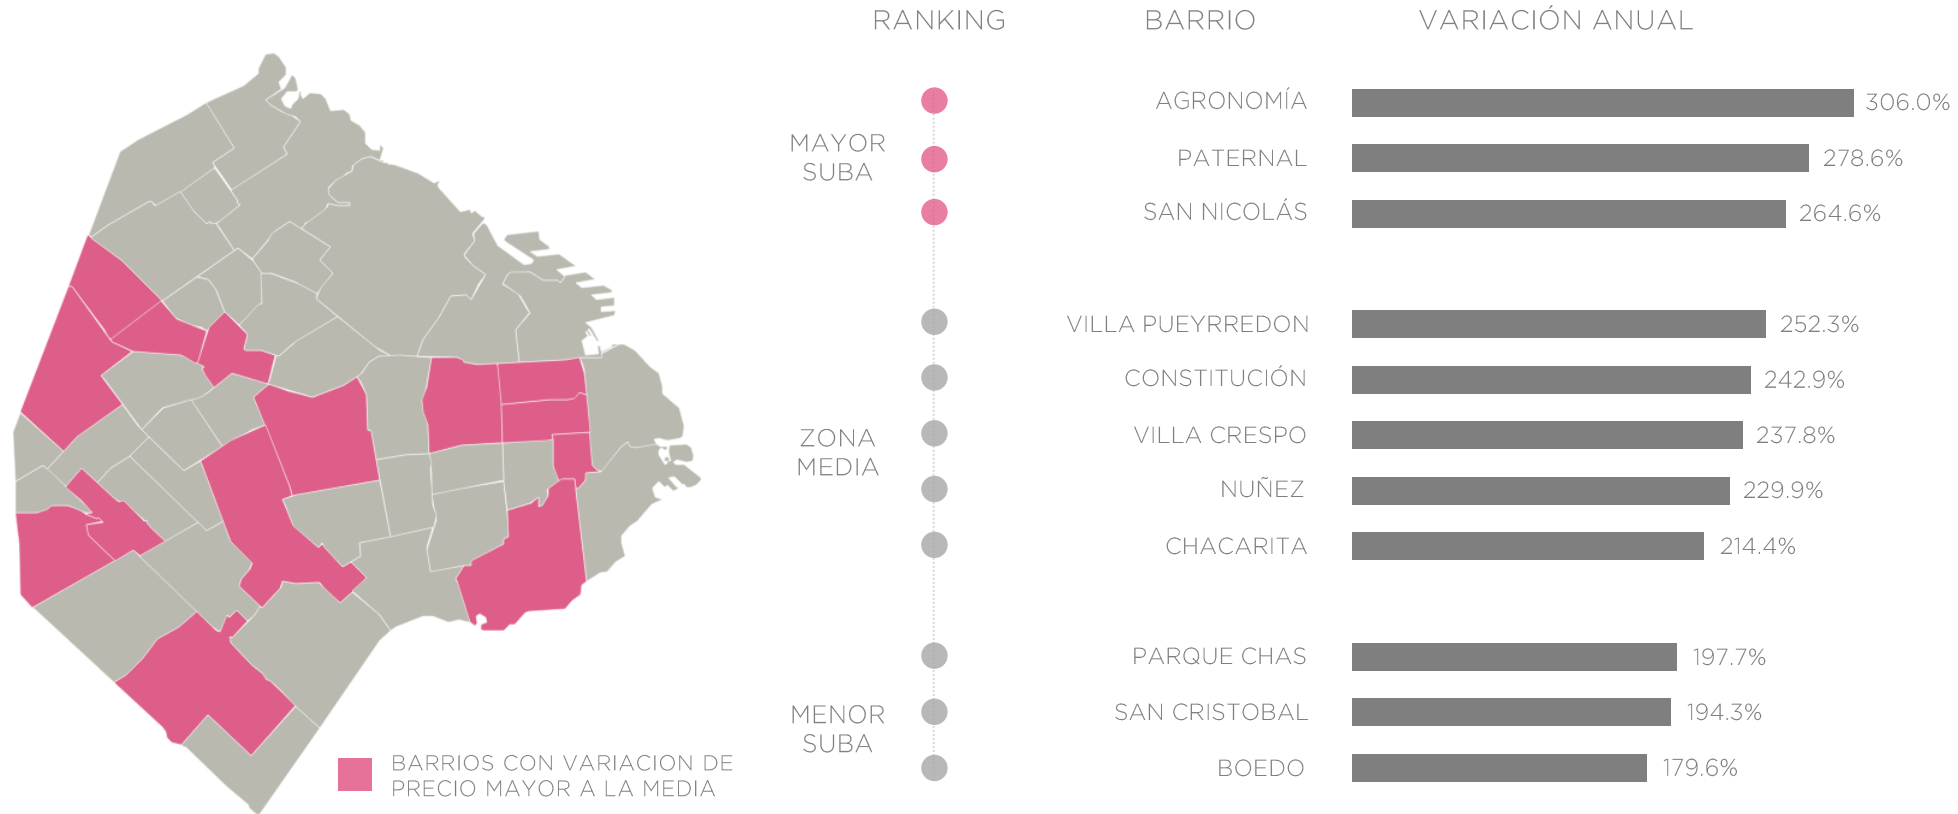 RANKING BARRIO VARIACIÓN ANUAL
MAYOR
SUBA
AGRONOMÍA 306.0%
PATERNAL 278.6%
SAN NICOLÁS 264.6%
ZONA
MEDIA
VILLA PUEYRREDON 252.3%
CONSTITUCIÓN 242.9%
VILLA CRESPO 237.8%
NUÑEZ 229.9%
CHACARITA 214.4%
MENOR
SUBA
PARQUE CHAS 197.7%
SAN CRISTOBAL 194.3%
BOEDO 179.6%
BARRIOS CON VARIACION DE
PRECIO MAYOR A LA MEDIA